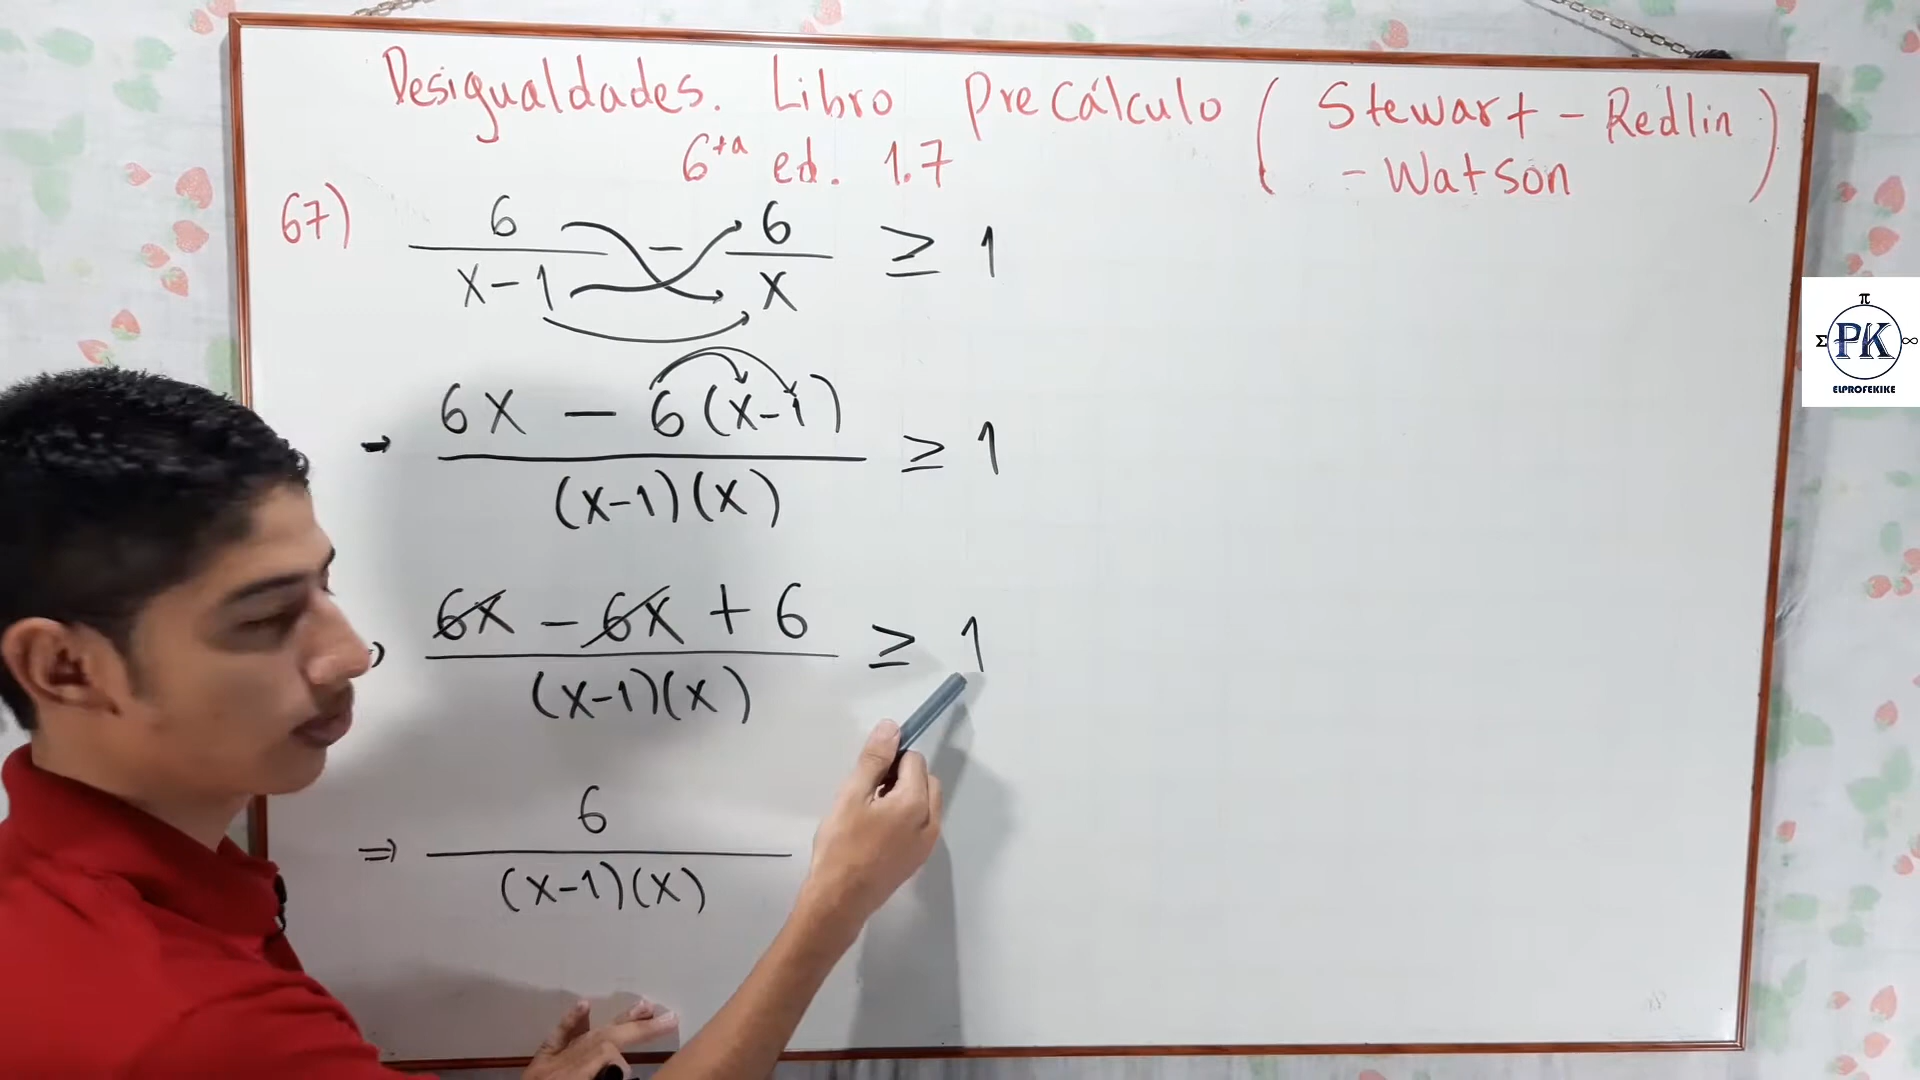 Desigualdades. Libro Precálculo (Stewart - Redlin
6ta ed. 1.7 - Watson)
67) 6/(x-1) - 6/x ≥ 1
→ (6x - 6(x-1))/((x-1)(x)) ≥ 1
(6x - 6x + 6)/((x-1)(x)) ≥ 1
⇒ 6/((x-1)(x))
π
Σ PK ∞
ELPROFEKIKE